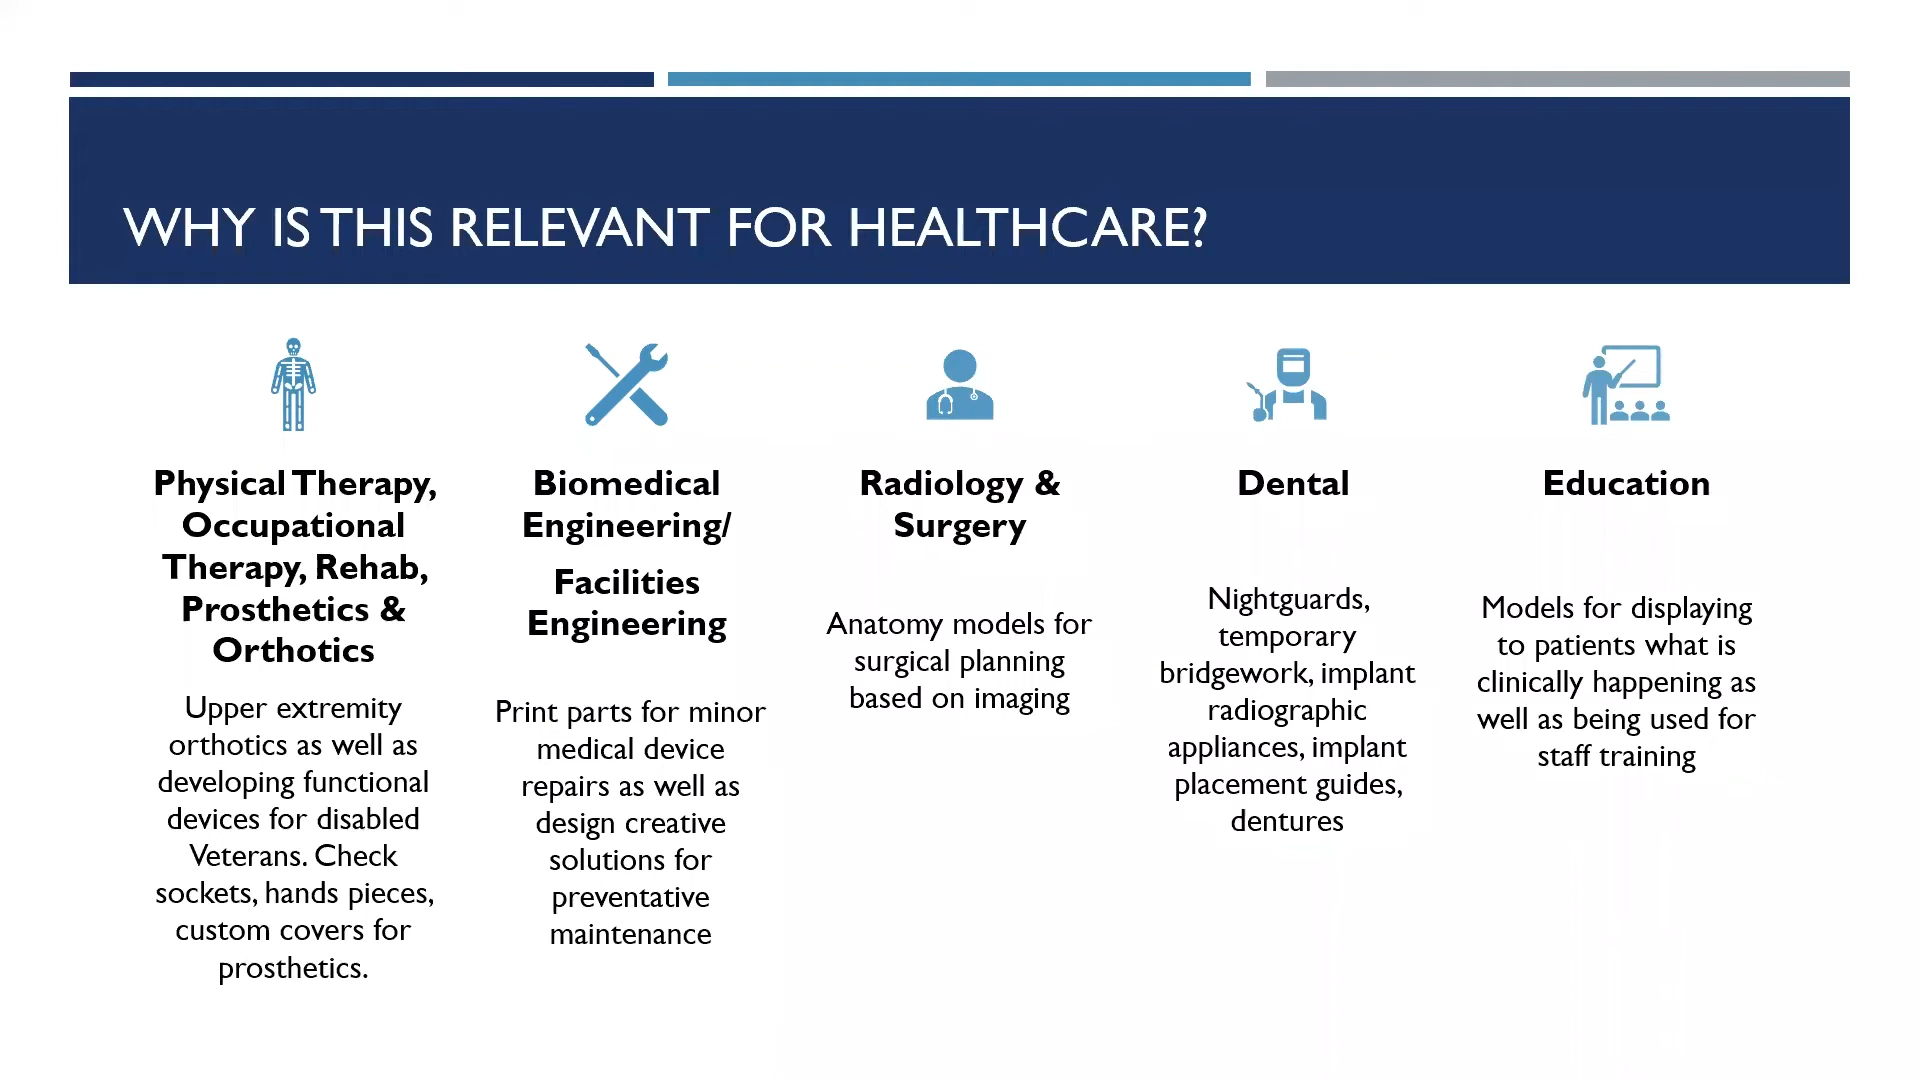 WHY IS THIS RELEVANT FOR HEALTHCARE?
Physical Therapy,
Occupational
Therapy, Rehab,
Prosthetics &
Orthotics
Upper extremity
orthotics as well as
developing functional
devices for disabled
Veterans. Check
sockets, hands pieces,
custom covers for
prosthetics.
Biomedical
Engineering/
Facilities
Engineering
Print parts for minor
medical device
repairs as well as
design creative
solutions for
preventative
maintenance
Radiology &
Surgery
Anatomy models for
surgical planning
based on imaging
Dental
Nightguards,
temporary
bridgework, implant
radiographic
appliances, implant
placement guides,
dentures
Education
Models for displaying
to patients what is
clinically happening as
well as being used for
staff training